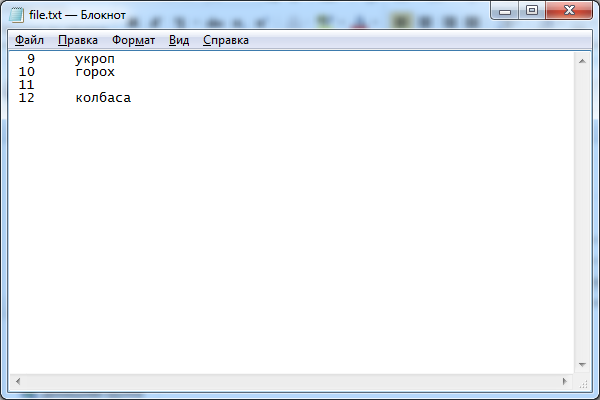 file.txt — Блокнот
Файл Правка Формат Вид Справка
9 укроп
10 горох
11
12 колбаса